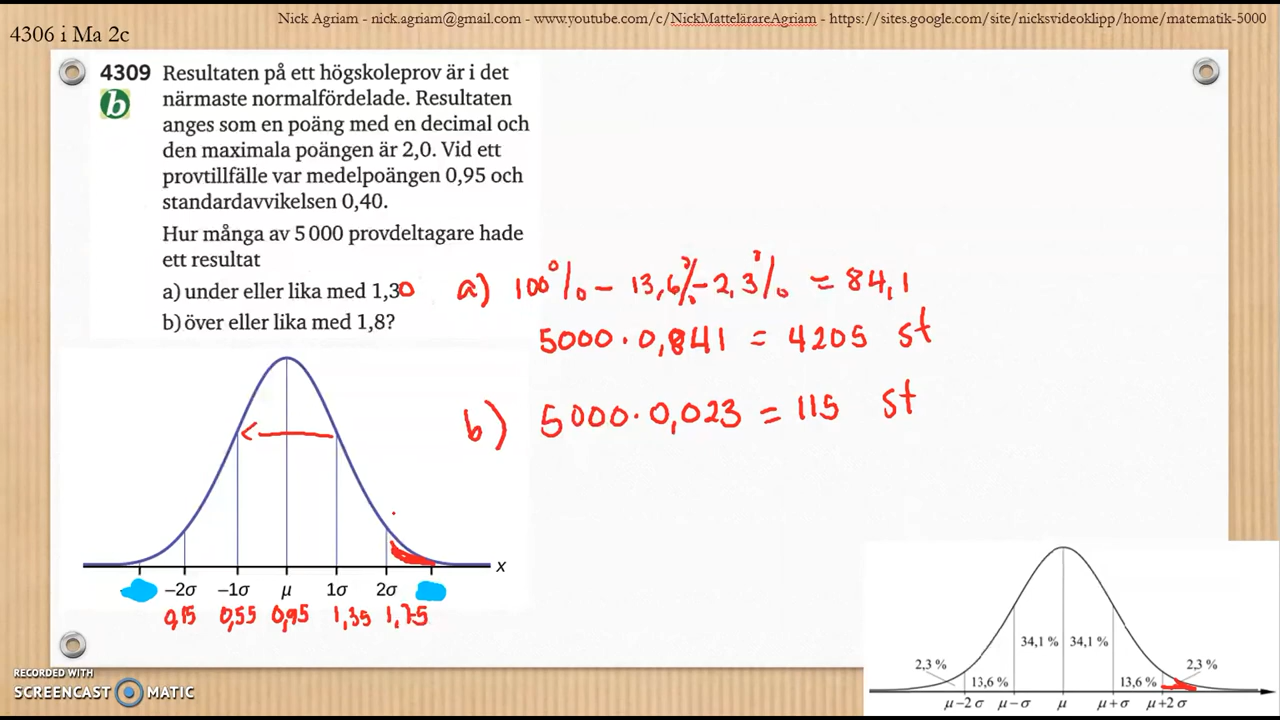 Nick Agriam - nick.agriam@gmail.com - www.youtube.com/c/NickMattelärareAgriam - https://sites.google.com/site/nicksvideoklipp/home/matematik-5000
4306 i Ma 2c
4309 Resultaten på ett högskoleprov är i det
b närmaste normalfördelade. Resultaten
anges som en poäng med en decimal och
den maximala poängen är 2,0. Vid ett
provtillfälle var medelpoängen 0,95 och
standardavvikelsen 0,40.
Hur många av 5 000 provdeltagare hade
ett resultat
a) under eller lika med 1,30
b) över eller lika med 1,8?
a) 100% - 13,6% - 2,3% = 84,1
5000 · 0,841 = 4205 st
b) 5000 · 0,023 = 115 st
-2σ -1σ μ 1σ 2σ x
0,15 0,55 0,95 1,35 1,75
34,1 % 34,1 %
2,3 % 2,3 %
13,6 % 13,6 %
μ-2σ μ-σ μ μ+σ μ+2σ
RECORDED WITH
SCREENCAST MATIC